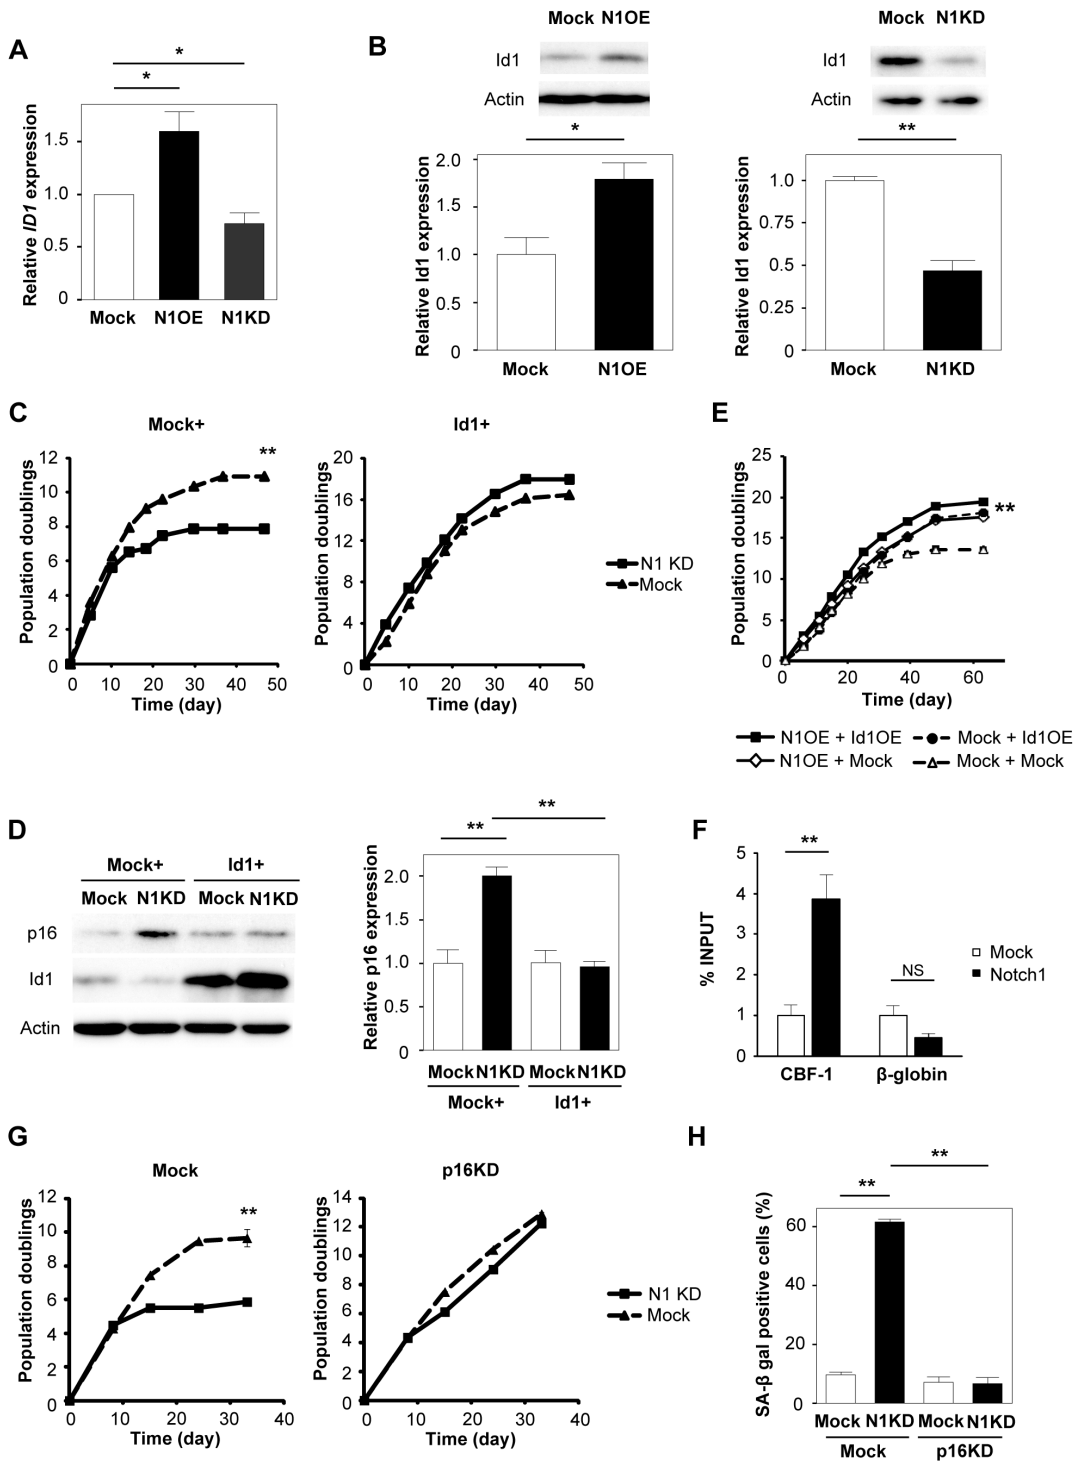 A
*
*
Relative ID1 expression
1.5
1.0
0.5
0
Mock N1OE N1KD
B
Mock N1OE
Id1
Actin
*
Relative Id1 expression
2.0
1.0
0.5
0
Mock N1OE
Mock N1KD
Id1
Actin
**
Relative Id1 expression
1.0
0.75
0.5
0.25
0
Mock N1KD
C
Mock+
**
Population doublings
12
10
8
6
4
2
0
0 10 20 30 40 50
Time (day)
Id1+
Population doublings
20
16
12
8
4
0
0 10 20 30 40 50
Time (day)
N1 KD
Mock
E
Population doublings
25
20
15
10
5
0
**
0 20 40 60
Time (day)
N1OE + Id1OE
Mock + Id1OE
N1OE + Mock
Mock + Mock
D
Mock+ Id1+
Mock N1KD Mock N1KD
p16
Id1
Actin
**
**
Relative p16 expression
2.0
1.5
1.0
0.5
0
Mock N1KD Mock N1KD
Mock+ Id1+
F
**
NS
% INPUT
5
4
3
2
1
0
CBF-1 β-globin
Mock
Notch1
G
Mock
**
Population doublings
12
10
8
6
4
2
0
0 10 20 30 40
Time (day)
p16KD
Population doublings
14
12
10
8
6
4
2
0
0 10 20 30 40
Time (day)
N1 KD
Mock
H
**
**
SA-β gal positive cells (%)
60
40
20
0
Mock N1KD Mock N1KD
Mock p16KD